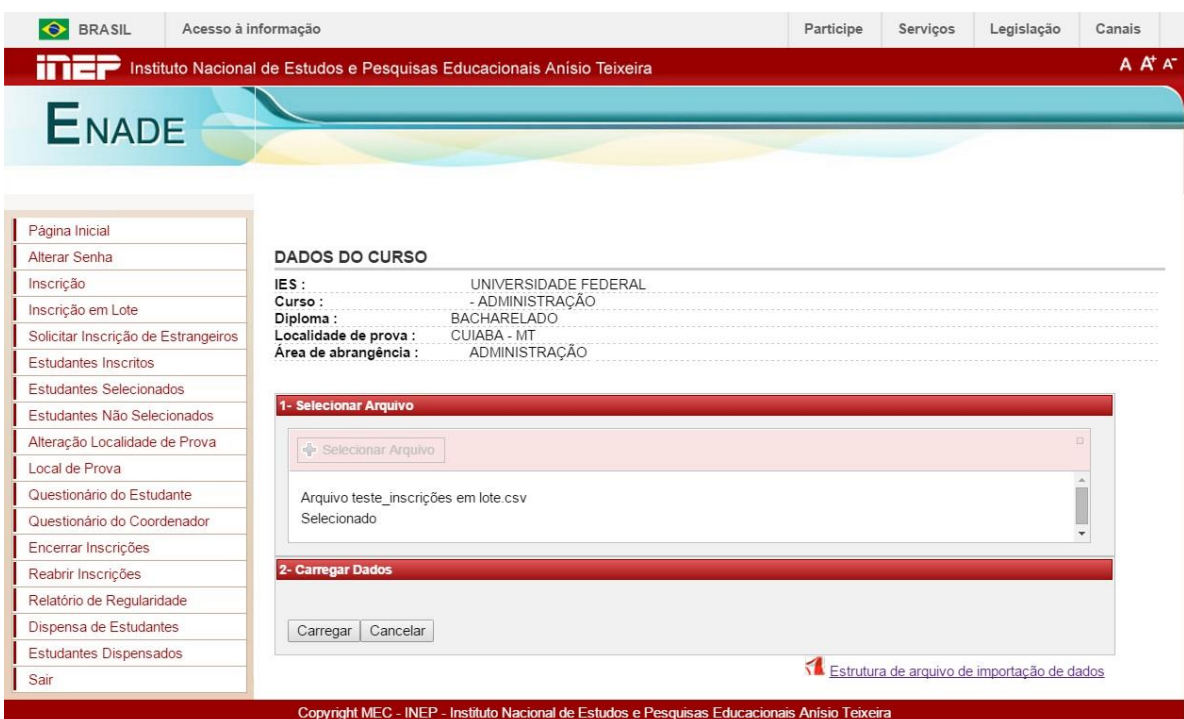 BRASIL Acesso à informação Participe Serviços Legislação Canais
inep Instituto Nacional de Estudos e Pesquisas Educacionais Anísio Teixeira A A+ A-
ENADE
Página Inicial
Alterar Senha
Inscrição
Inscrição em Lote
Solicitar Inscrição de Estrangeiros
Estudantes Inscritos
Estudantes Selecionados
Estudantes Não Selecionados
Alteração Localidade de Prova
Local de Prova
Questionário do Estudante
Questionário do Coordenador
Encerrar Inscrições
Reabrir Inscrições
Relatório de Regularidade
Dispensa de Estudantes
Estudantes Dispensados
Sair
DADOS DO CURSO
IES : UNIVERSIDADE FEDERAL
Curso : - ADMINISTRAÇÃO
Diploma : BACHARELADO
Localidade de prova : CUIABA - MT
Área de abrangência : ADMINISTRAÇÃO
1- Selecionar Arquivo
Selecionar Arquivo
Arquivo teste_inscrições em lote.csv
Selecionado
2- Carregar Dados
Carregar Cancelar
Estrutura de arquivo de importação de dados
Copyright MEC - INEP - Instituto Nacional de Estudos e Pesquisas Educacionais Anísio Teixeira